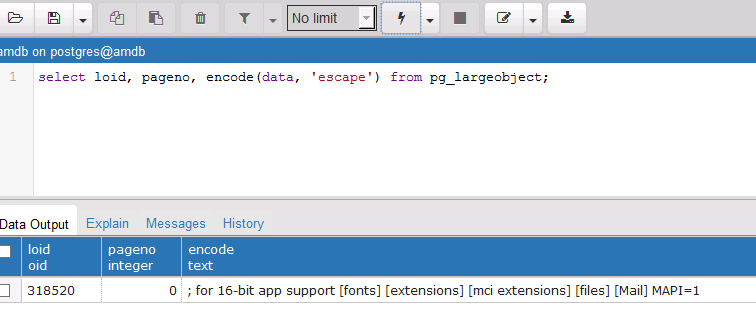 No limit
amdb on postgres@amdb
1 select loid, pageno, encode(data, 'escape') from pg_largeobject;
Data Output Explain Messages History
loid pageno encode
oid integer text
318520 0 ; for 16-bit app support [fonts] [extensions] [mci extensions] [files] [Mail] MAPI=1